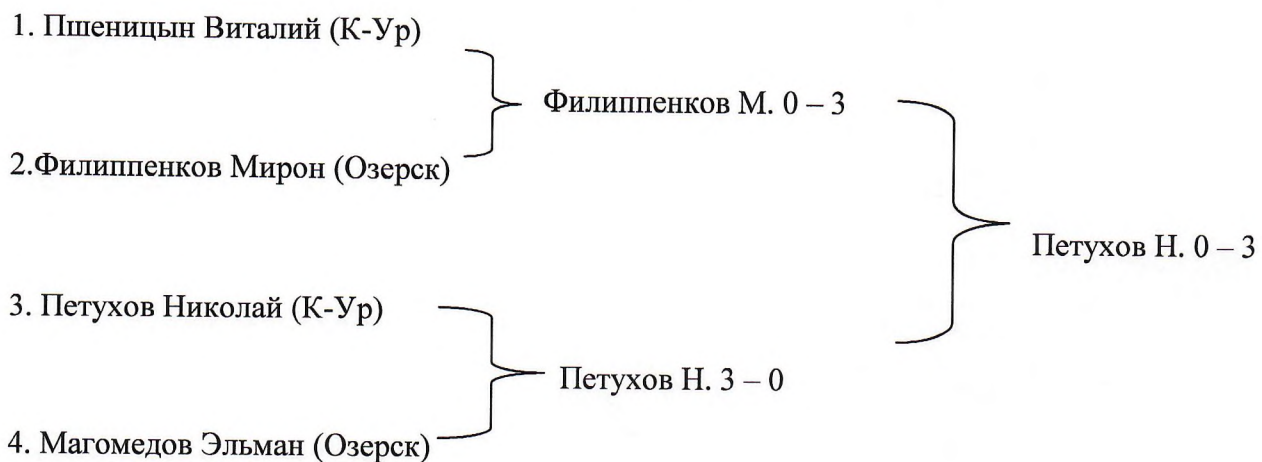 1. Пшеницын Виталий (К-Ур)
Филиппенков М. 0 – 3
2.Филиппенков Мирон (Озерск)
Петухов Н. 0 – 3
3. Петухов Николай (К-Ур)
Петухов Н. 3 – 0
4. Магомедов Эльман (Озерск)